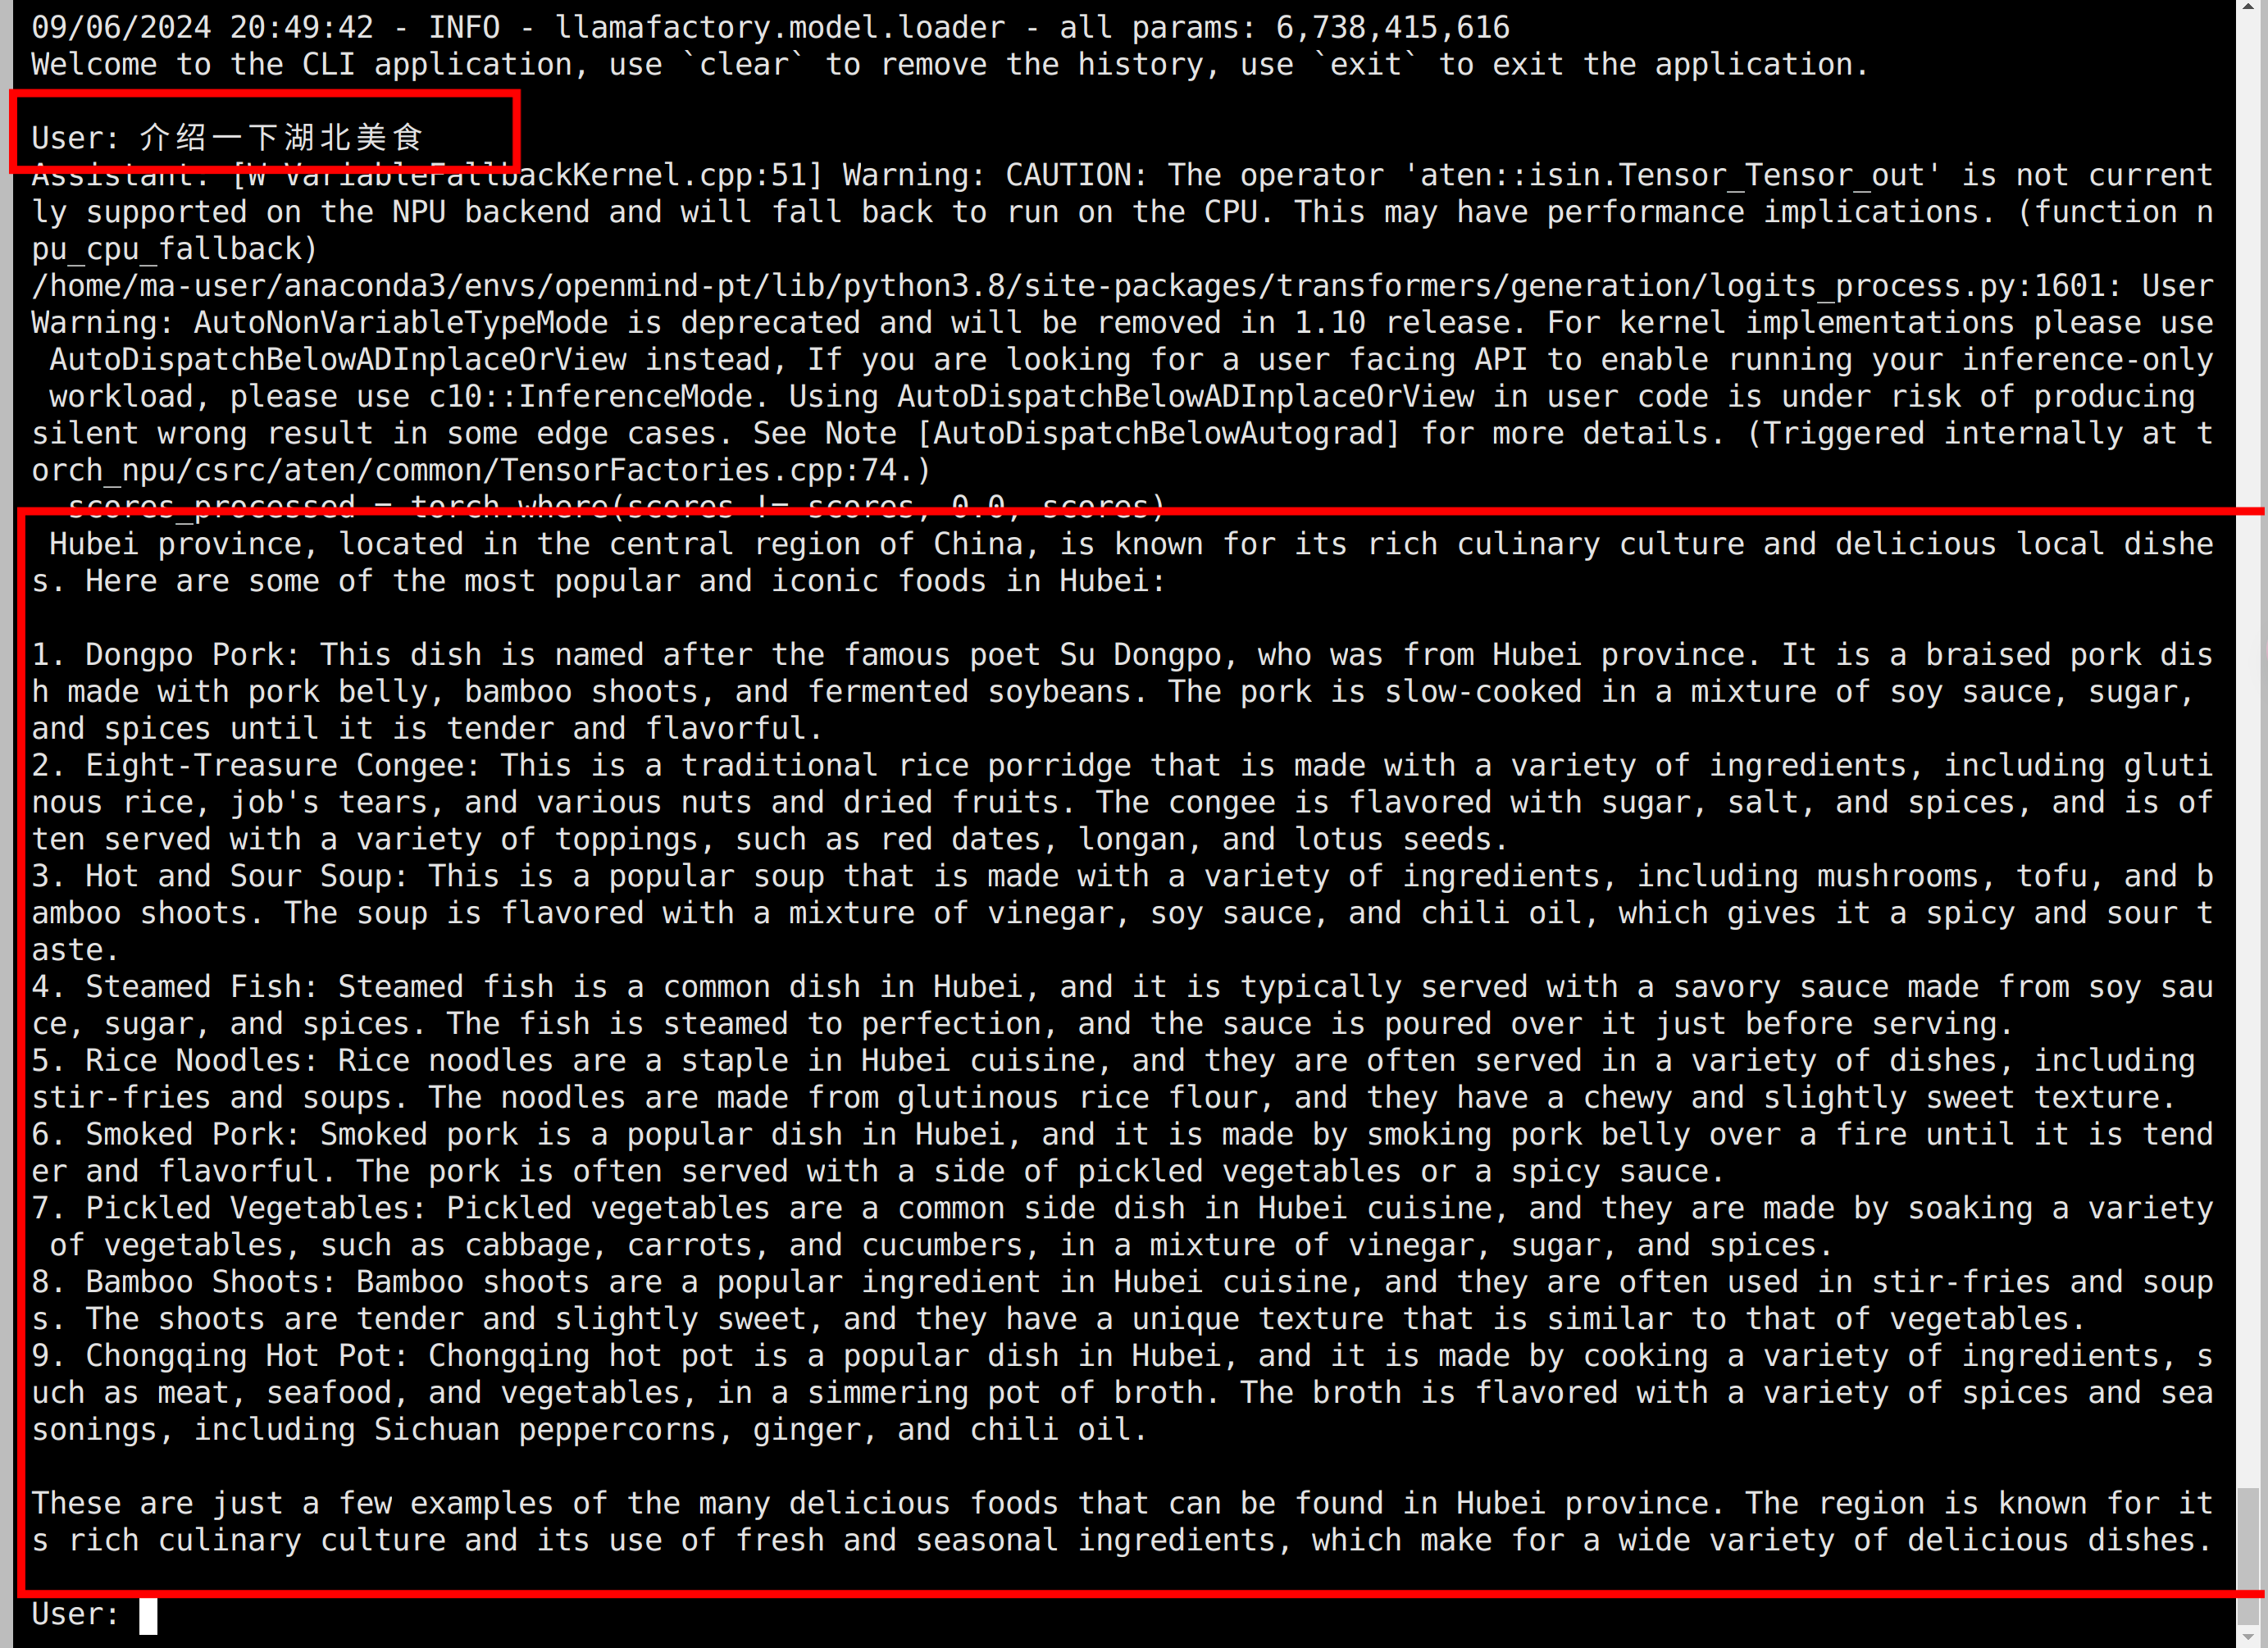 09/06/2024 20:49:42 - INFO - llamafactory.model.loader - all params: 6,738,415,616
Welcome to the CLI application, use `clear` to remove the history, use `exit` to exit the application.
User: 介绍一下湖北美食
Assistant: [W VariableFallbackKernel.cpp:51] Warning: CAUTION: The operator 'aten::isin.Tensor_Tensor_out' is not current
ly supported on the NPU backend and will fall back to run on the CPU. This may have performance implications. (function n
pu_cpu_fallback)
/home/ma-user/anaconda3/envs/openmind-pt/lib/python3.8/site-packages/transformers/generation/logits_process.py:1601: User
Warning: AutoNonVariableTypeMode is deprecated and will be removed in 1.10 release. For kernel implementations please use
 AutoDispatchBelowADInplaceOrView instead, If you are looking for a user facing API to enable running your inference-only
 workload, please use c10::InferenceMode. Using AutoDispatchBelowADInplaceOrView in user code is under risk of producing
silent wrong result in some edge cases. See Note [AutoDispatchBelowAutograd] for more details. (Triggered internally at t
orch_npu/csrc/aten/common/TensorFactories.cpp:74.)
  scores_processed = torch.where(scores != scores, 0.0, scores)
 Hubei province, located in the central region of China, is known for its rich culinary culture and delicious local dishe
s. Here are some of the most popular and iconic foods in Hubei:
1. Dongpo Pork: This dish is named after the famous poet Su Dongpo, who was from Hubei province. It is a braised pork dis
h made with pork belly, bamboo shoots, and fermented soybeans. The pork is slow-cooked in a mixture of soy sauce, sugar,
and spices until it is tender and flavorful.
2. Eight-Treasure Congee: This is a traditional rice porridge that is made with a variety of ingredients, including gluti
nous rice, job's tears, and various nuts and dried fruits. The congee is flavored with sugar, salt, and spices, and is of
ten served with a variety of toppings, such as red dates, longan, and lotus seeds.
3. Hot and Sour Soup: This is a popular soup that is made with a variety of ingredients, including mushrooms, tofu, and b
amboo shoots. The soup is flavored with a mixture of vinegar, soy sauce, and chili oil, which gives it a spicy and sour t
aste.
4. Steamed Fish: Steamed fish is a common dish in Hubei, and it is typically served with a savory sauce made from soy sau
ce, sugar, and spices. The fish is steamed to perfection, and the sauce is poured over it just before serving.
5. Rice Noodles: Rice noodles are a staple in Hubei cuisine, and they are often served in a variety of dishes, including
stir-fries and soups. The noodles are made from glutinous rice flour, and they have a chewy and slightly sweet texture.
6. Smoked Pork: Smoked pork is a popular dish in Hubei, and it is made by smoking pork belly over a fire until it is tend
er and flavorful. The pork is often served with a side of pickled vegetables or a spicy sauce.
7. Pickled Vegetables: Pickled vegetables are a common side dish in Hubei cuisine, and they are made by soaking a variety
 of vegetables, such as cabbage, carrots, and cucumbers, in a mixture of vinegar, sugar, and spices.
8. Bamboo Shoots: Bamboo shoots are a popular ingredient in Hubei cuisine, and they are often used in stir-fries and soup
s. The shoots are tender and slightly sweet, and they have a unique texture that is similar to that of vegetables.
9. Chongqing Hot Pot: Chongqing hot pot is a popular dish in Hubei, and it is made by cooking a variety of ingredients, s
uch as meat, seafood, and vegetables, in a simmering pot of broth. The broth is flavored with a variety of spices and sea
sonings, including Sichuan peppercorns, ginger, and chili oil.
These are just a few examples of the many delicious foods that can be found in Hubei province. The region is known for it
s rich culinary culture and its use of fresh and seasonal ingredients, which make for a wide variety of delicious dishes.
User: